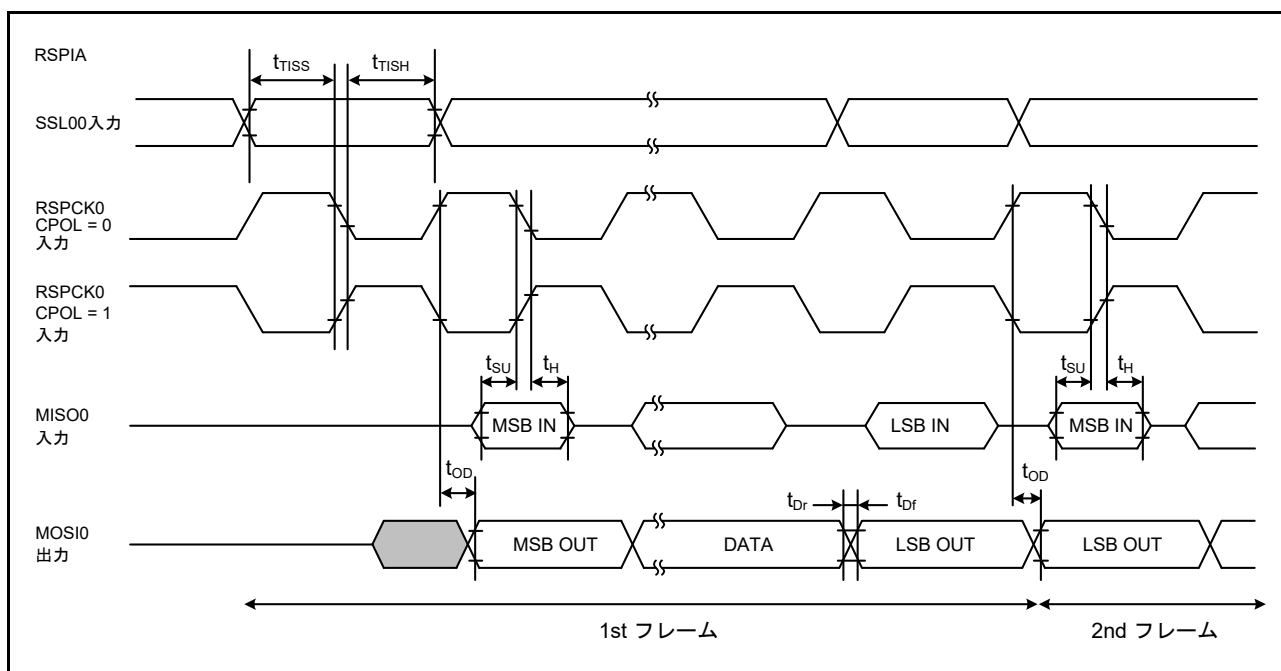 RSPIA
tTISS
tTISH
SSL00入力
RSPCK0
CPOL = 0
入力
RSPCK0
CPOL = 1
入力
tSU
tH
tSU
tH
MISO0
入力
MSB IN
LSB IN
MSB IN
tOD
tDr
tDf
tOD
MOSI0
出力
MSB OUT
DATA
LSB OUT
LSB OUT
1st フレーム
2nd フレーム